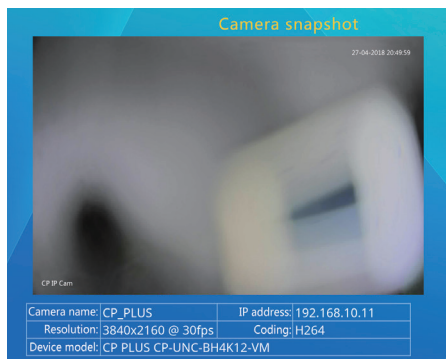 Camera snapshot
27-04-2018 20:49:59
CP IP Cam
Camera name: CP_PLUS IP address: 192.168.10.11
Resolution: 3840x2160 @ 30fps Coding: H264
Device model: CP PLUS CP-UNC-BH4K12-VM